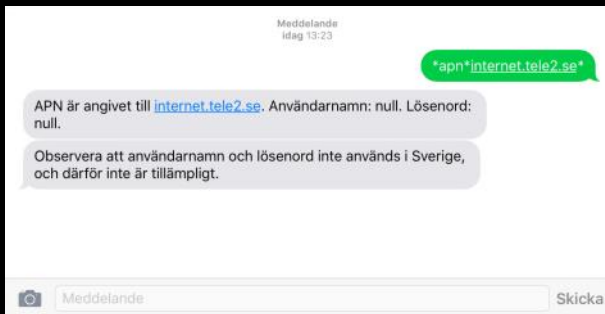 Meddelande
idag 13:23
*apn*internet.tele2.se*
APN är angivet till internet.tele2.se. Användarnamn: null. Lösenord:
null.
Observera att användarnamn och lösenord inte används i Sverige,
och därför inte är tillämpligt.
Meddelande
Skicka